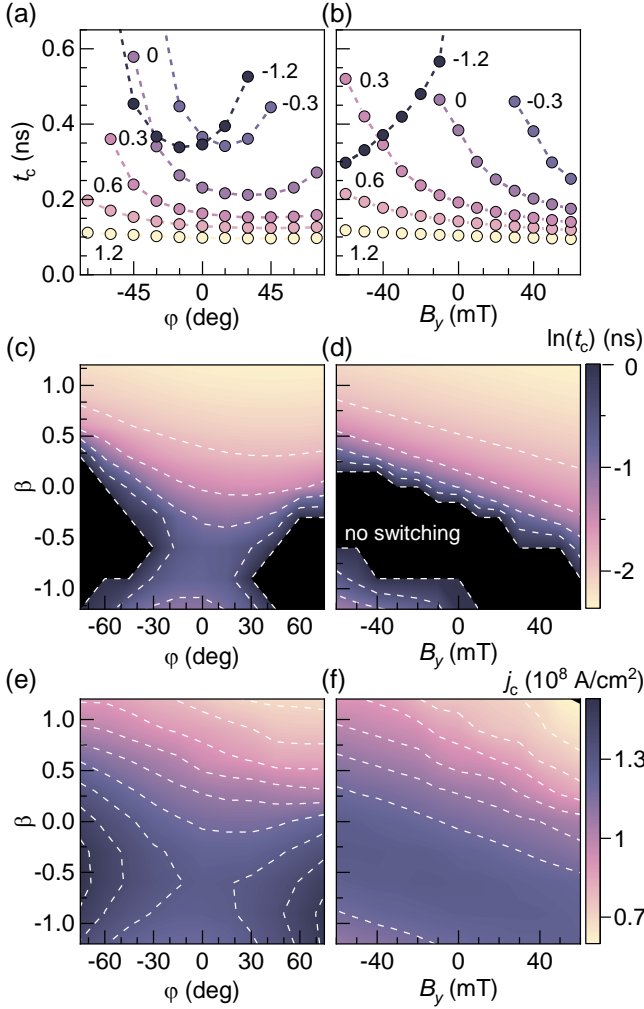 (a)
(b)
0.6
0.4
0.2
0.0
t_c (ns)
0
-1.2
-0.3
0.3
0.6
1.2
-1.2
0
-0.3
0.3
0.6
1.2
-45 0 45
φ (deg)
-40 0 40
B_y (mT)
(c)
(d)
ln(t_c) (ns)
1.0
0.5
0.0
-0.5
-1.0
β
no switching
0
-1
-2
-60 -30 0 30 60
φ (deg)
-40 0 40
B_y (mT)
(e)
(f)
j_c (10^8 A/cm^2)
1.0
0.5
0.0
-0.5
-1.0
β
1.3
1
0.7
-60 -30 0 30 60
φ (deg)
-40 0 40
B_y (mT)